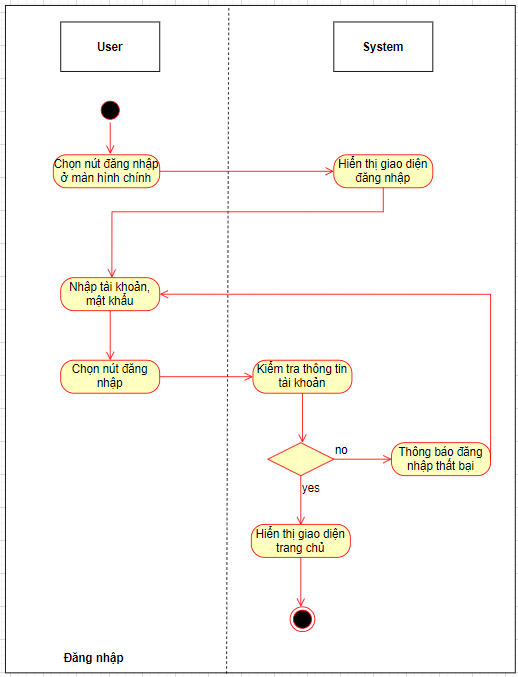 User
System
Chọn nút đăng nhập
ở màn hình chính
Hiển thị giao diện
đăng nhập
Nhập tài khoản,
mật khẩu
Chọn nút đăng
nhập
Kiểm tra thông tin
tài khoản
no
Thông báo đăng
nhập thất bại
yes
Hiển thị giao diện
trang chủ
Đăng nhập